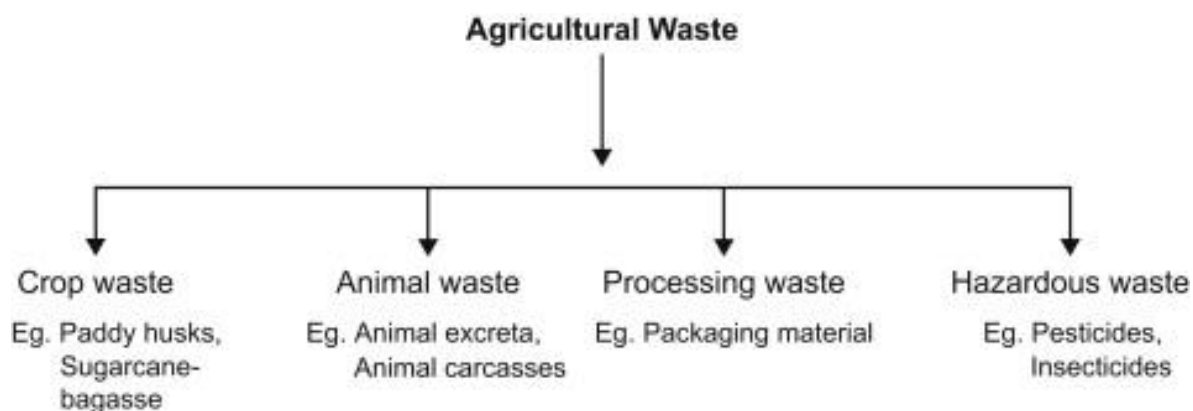 Agricultural Waste
Crop waste
Eg. Paddy husks,
Sugarcane-
bagasse
Animal waste
Eg. Animal excreta,
Animal carcasses
Processing waste
Eg. Packaging material
Hazardous waste
Eg. Pesticides,
Insecticides